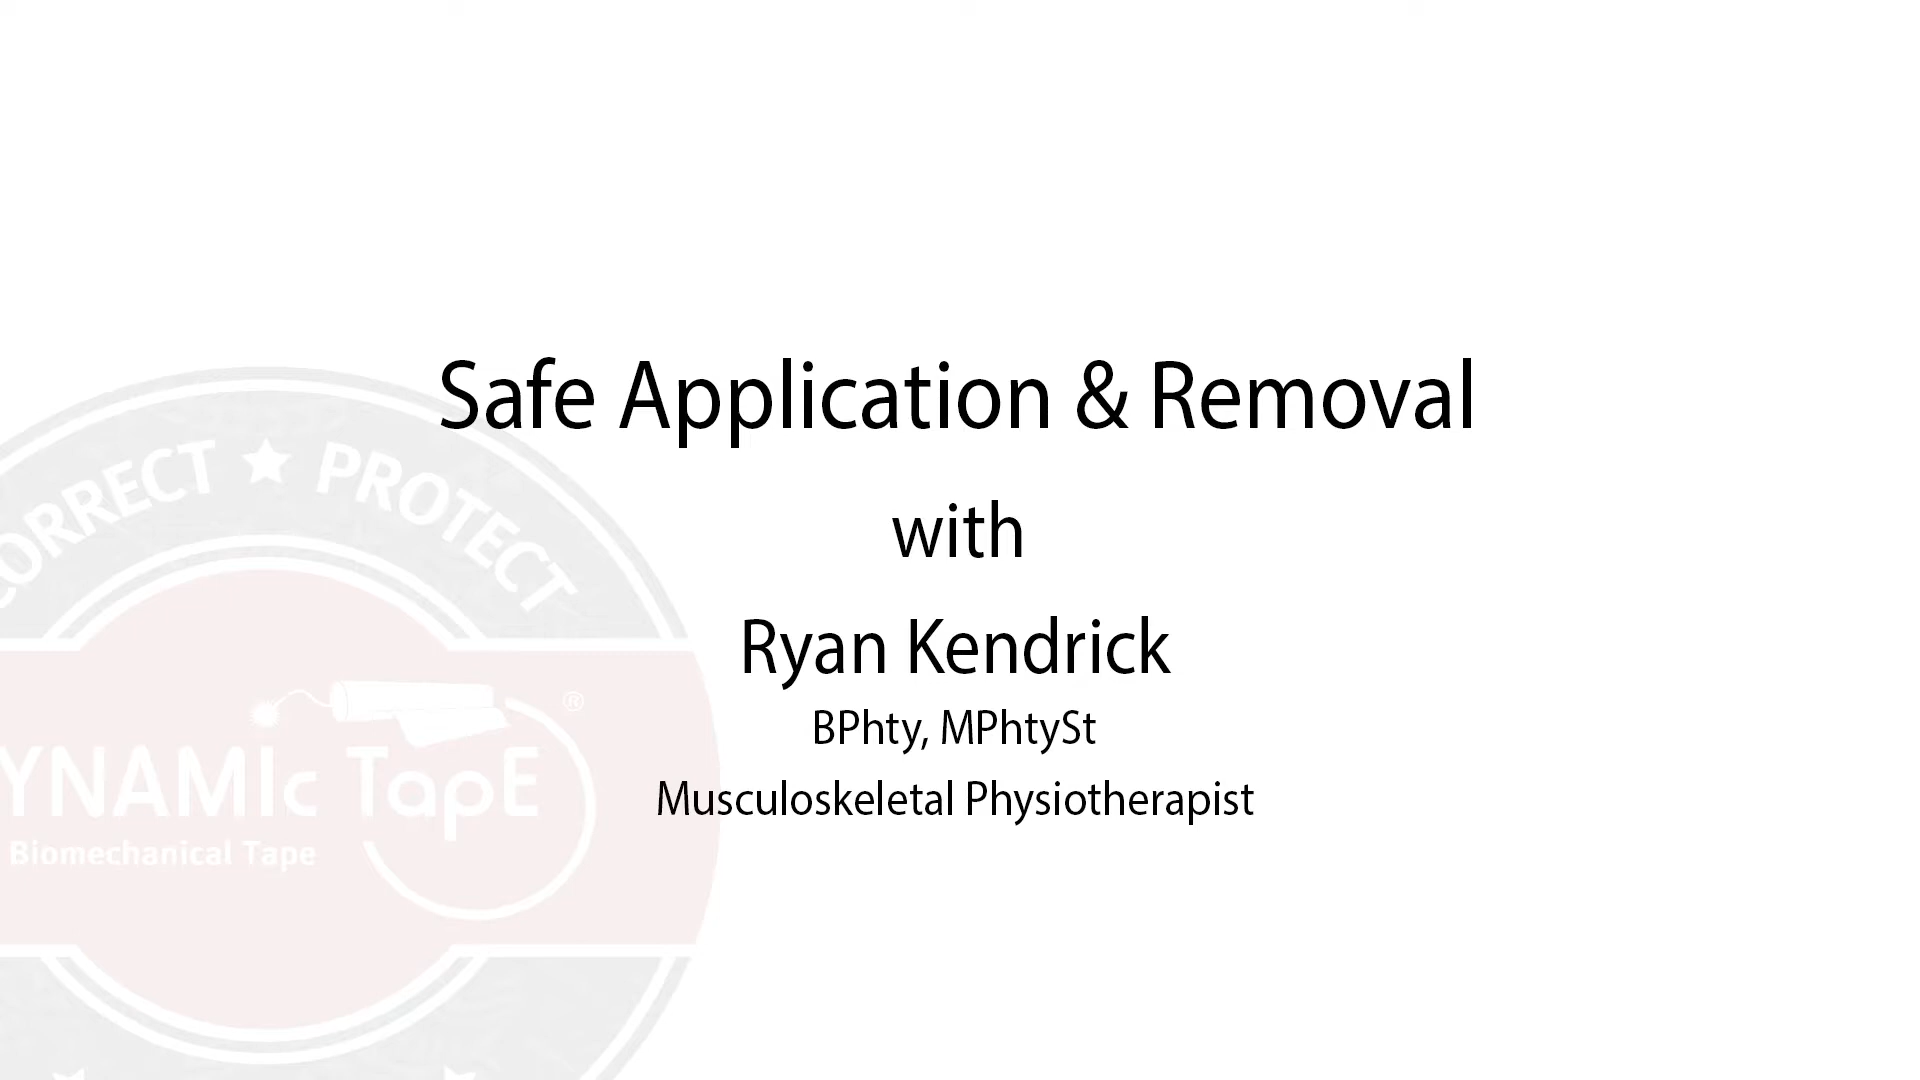 Safe Application & Removal
with
Ryan Kendrick
BPhty, MPhtySt
Musculoskeletal Physiotherapist
CORRECT ★ PROTECT
YNAMIc TapE ®
Biomechanical Tape